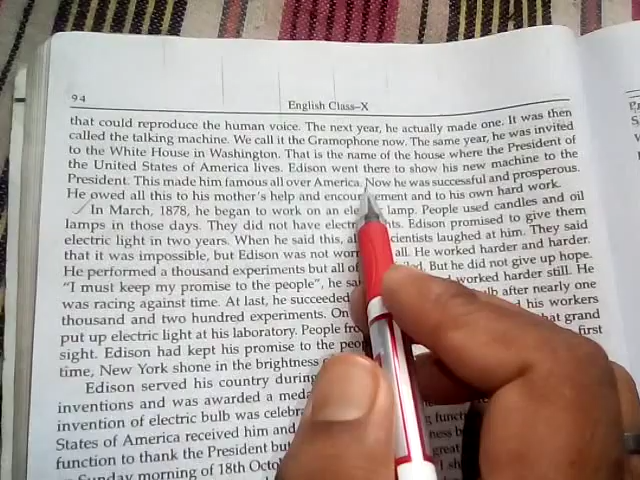 94
English Class–X
that could reproduce the human voice. The next year, he actually made one. It was then
called the talking machine. We call it the Gramophone now. The same year, he was invited
to the White House in Washington. That is the name of the house where the President of
the United States of America lives. Edison went there to show his new machine to the
President. This made him famous all over America. Now he was successful and prosperous.
He owed all this to his mother's help and encou ement and to his own hard work.
In March, 1878, he began to work on an ele lamp. People used candles and oil
lamps in those days. They did not have electr ts. Edison promised to give them
electric light in two years. When he said this, al cientists laughed at him. They said
that it was impossible, but Edison was not wor all. He worked harder and harder.
He performed a thousand experiments but all of led. But he did not give up hope.
"I must keep my promise to the people", he sa worked harder still. He
was racing against time. At last, he succeeded lb after nearly one
thousand and two hundred experiments. On d his workers
put up electric light at his laboratory. People fro hat grand
sight. Edison had kept his promise to the peo first
time, New York shone in the brightness
Edison served his country during
inventions and was awarded a meda
invention of electric bulb was celebra
States of America received him and
function to thank the President but
Sunday morning of 18th Octo